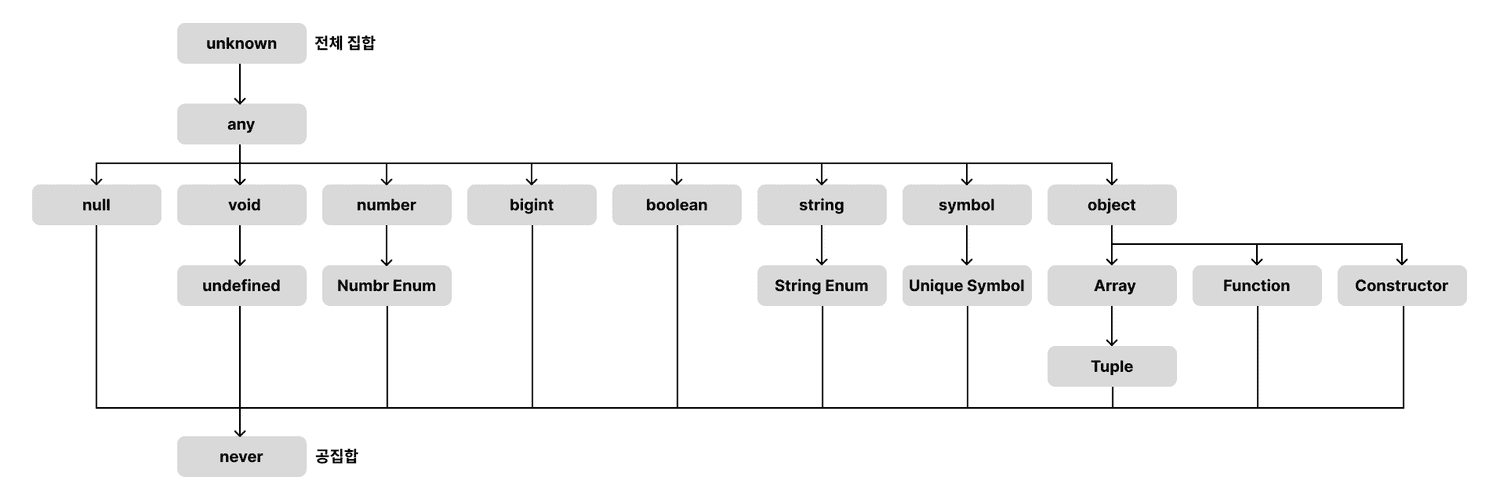 unknown 전체 집합
any
null void number bigint boolean string symbol object
undefined Numbr Enum String Enum Unique Symbol Array Function Constructor
Tuple
never 공집합